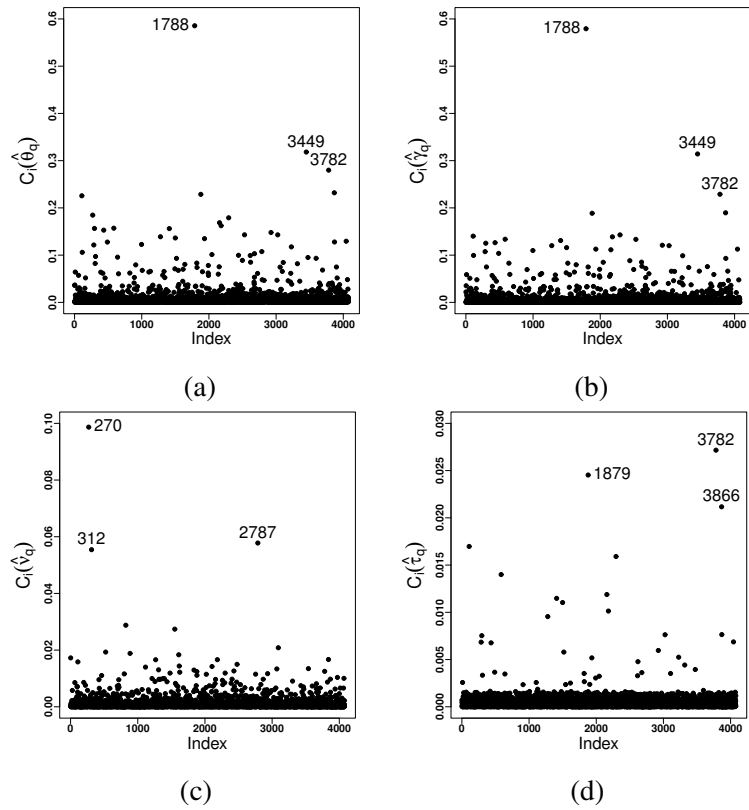 0.0 0.1 0.2 0.3 0.4 0.5 0.6
C_i(θ̂_q)
1788
3449
3782
0 1000 2000 3000 4000
Index
(a)
0.0 0.1 0.2 0.3 0.4 0.5 0.6
C_i(γ̂_q)
1788
3449
3782
0 1000 2000 3000 4000
Index
(b)
0.00 0.02 0.04 0.06 0.08 0.10
C_i(ν̂_q)
270
312
2787
0 1000 2000 3000 4000
Index
(c)
0.000 0.005 0.010 0.015 0.020 0.025 0.030
C_i(τ̂_q)
3782
1879
3866
0 1000 2000 3000 4000
Index
(d)